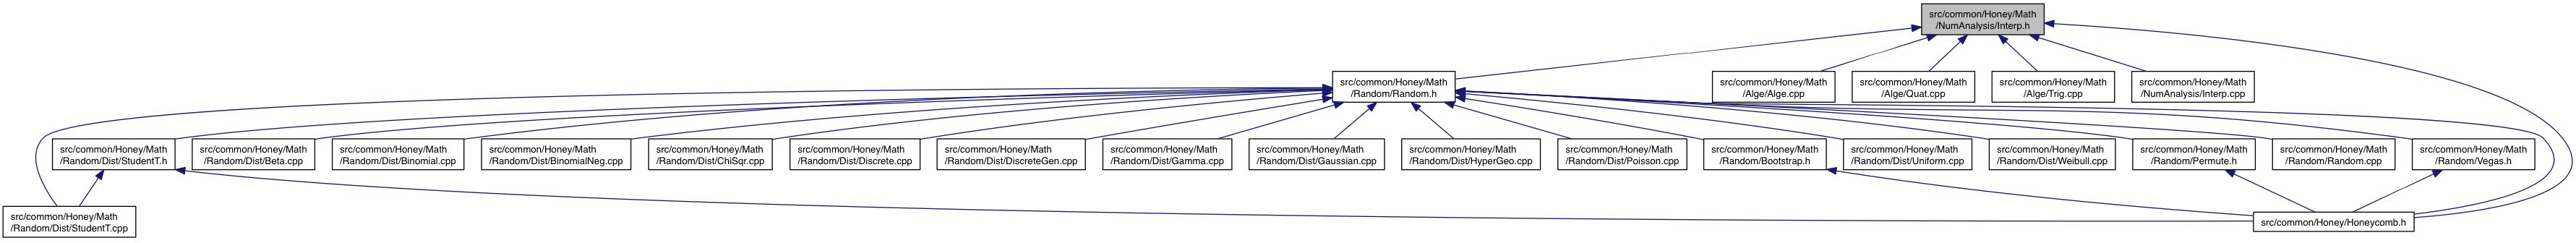 src/common/Honey/Math
/NumAnalysis/Interp.h
src/common/Honey/Math
/Random/Random.h
src/common/Honey/Math
/Alge/Alge.cpp
src/common/Honey/Math
/Alge/Quat.cpp
src/common/Honey/Math
/Alge/Trig.cpp
src/common/Honey/Math
/NumAnalysis/Interp.cpp
src/common/Honey/Math
/Random/Dist/StudentT.h
src/common/Honey/Math
/Random/Dist/Beta.cpp
src/common/Honey/Math
/Random/Dist/Binomial.cpp
src/common/Honey/Math
/Random/Dist/BinomialNeg.cpp
src/common/Honey/Math
/Random/Dist/ChiSqr.cpp
src/common/Honey/Math
/Random/Dist/Discrete.cpp
src/common/Honey/Math
/Random/Dist/DiscreteGen.cpp
src/common/Honey/Math
/Random/Dist/Gamma.cpp
src/common/Honey/Math
/Random/Dist/Gaussian.cpp
src/common/Honey/Math
/Random/Dist/HyperGeo.cpp
src/common/Honey/Math
/Random/Dist/Poisson.cpp
src/common/Honey/Math
/Random/Bootstrap.h
src/common/Honey/Math
/Random/Dist/Uniform.cpp
src/common/Honey/Math
/Random/Dist/Weibull.cpp
src/common/Honey/Math
/Random/Permute.h
src/common/Honey/Math
/Random/Random.cpp
src/common/Honey/Math
/Random/Vegas.h
src/common/Honey/Math
/Random/Dist/StudentT.cpp
src/common/Honey/Honeycomb.h